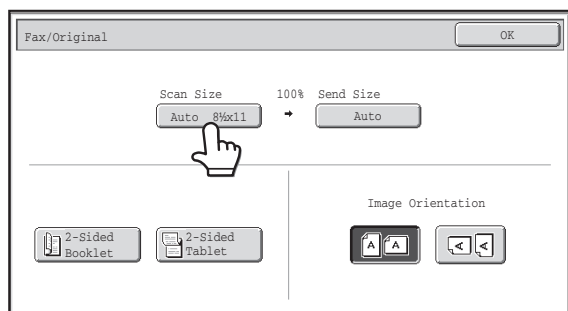 Fax/Original
OK
Scan Size 100% Send Size
Auto 8½x11 → Auto
Image Orientation
2-Sided Booklet
2-Sided Tablet
A A A A